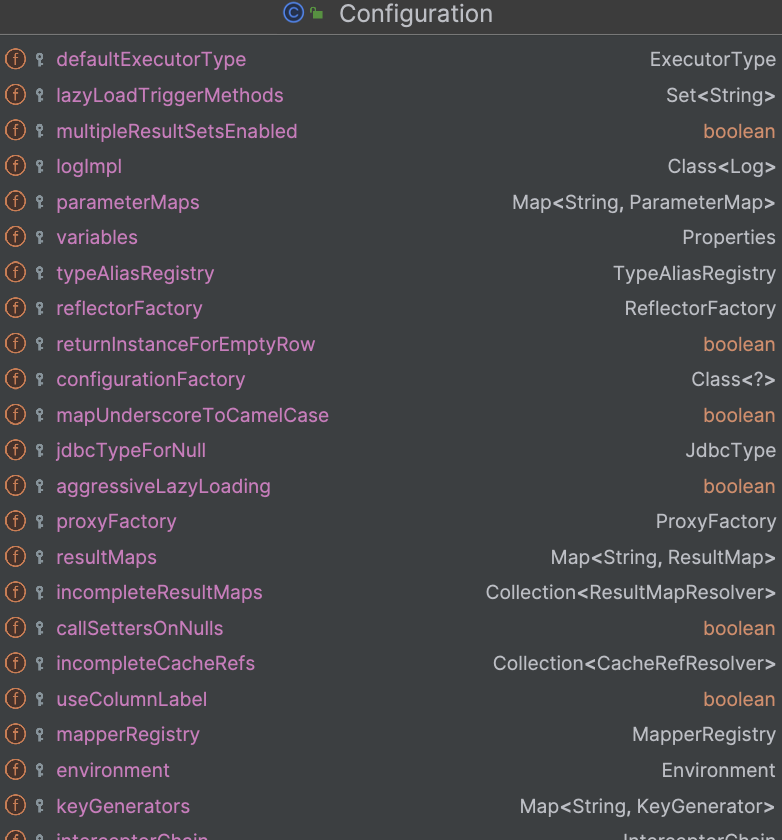 Configuration
defaultExecutorType ExecutorType
lazyLoadTriggerMethods Set<String>
multipleResultSetsEnabled boolean
logImpl Class<Log>
parameterMaps Map<String, ParameterMap>
variables Properties
typeAliasRegistry TypeAliasRegistry
reflectorFactory ReflectorFactory
returnInstanceForEmptyRow boolean
configurationFactory Class<?>
mapUnderscoreToCamelCase boolean
jdbcTypeForNull JdbcType
aggressiveLazyLoading boolean
proxyFactory ProxyFactory
resultMaps Map<String, ResultMap>
incompleteResultMaps Collection<ResultMapResolver>
callSettersOnNulls boolean
incompleteCacheRefs Collection<CacheRefResolver>
useColumnLabel boolean
mapperRegistry MapperRegistry
environment Environment
keyGenerators Map<String, KeyGenerator>
interceptorChain InterceptorChain